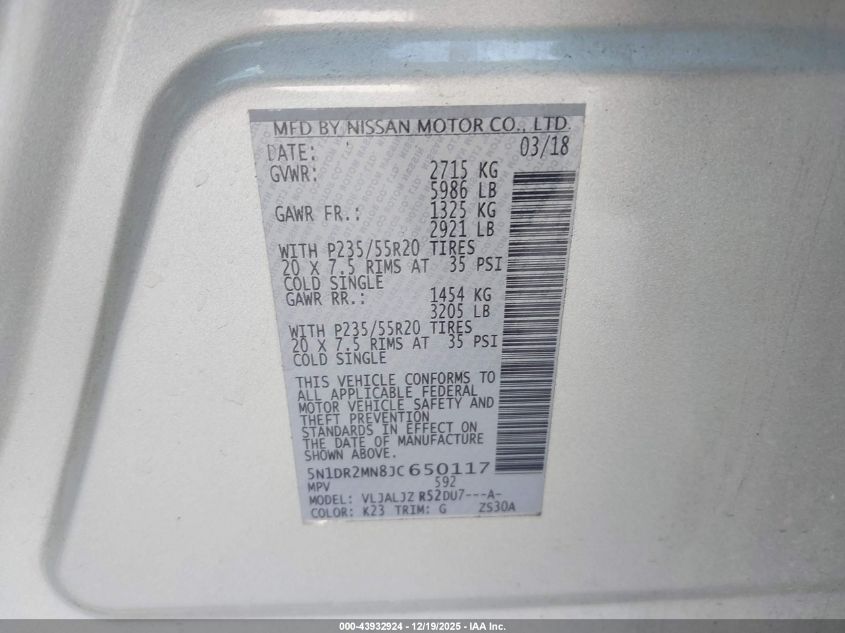 MFD BY NISSAN MOTOR CO., LTD.
DATE: 03/18
GVWR: 2715 KG
5986 LB
GAWR FR.: 1325 KG
2921 LB
WITH P235/55R20 TIRES
20 X 7.5 RIMS AT 35 PSI
COLD SINGLE
GAWR RR.: 1454 KG
3205 LB
WITH P235/55R20 TIRES
20 X 7.5 RIMS AT 35 PSI
COLD SINGLE
THIS VEHICLE CONFORMS TO
ALL APPLICABLE FEDERAL
MOTOR VEHICLE SAFETY AND
THEFT PREVENTION
STANDARDS IN EFFECT ON
THE DATE OF MANUFACTURE
SHOWN ABOVE.
5N1DR2MN8JC650117
MPV 592
MODEL: VLJALJZ RS2DU7---A-
COLOR: K23 TRIM: G ZS30A
000-43932924 - 12/19/2025 - IAA Inc.